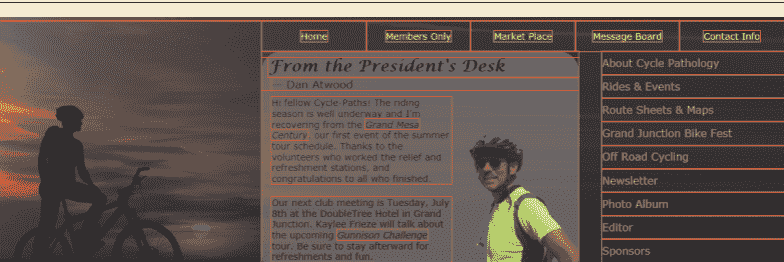 Home Members Only Market Place Message Board Contact Info
From the President's Desk
— Dan Atwood
Hi fellow Cycle-Paths! The riding
season is well underway and I'm
recovering from the Grand Mesa
Century, our first event of the summer
tour schedule. Thanks to the
volunteers who worked the relief and
refreshment stations, and
congratulations to all who finished.
Our next club meeting is Tuesday, July
8th at the DoubleTree Hotel in Grand
Junction. Kaylee Frieze will talk about
the upcoming Gunnison Challenge
tour. Be sure to stay afterward for
refreshments and fun.
About Cycle Pathology
Rides & Events
Route Sheets & Maps
Grand Junction Bike Fest
Off Road Cycling
Newsletter
Photo Album
Editor
Sponsors